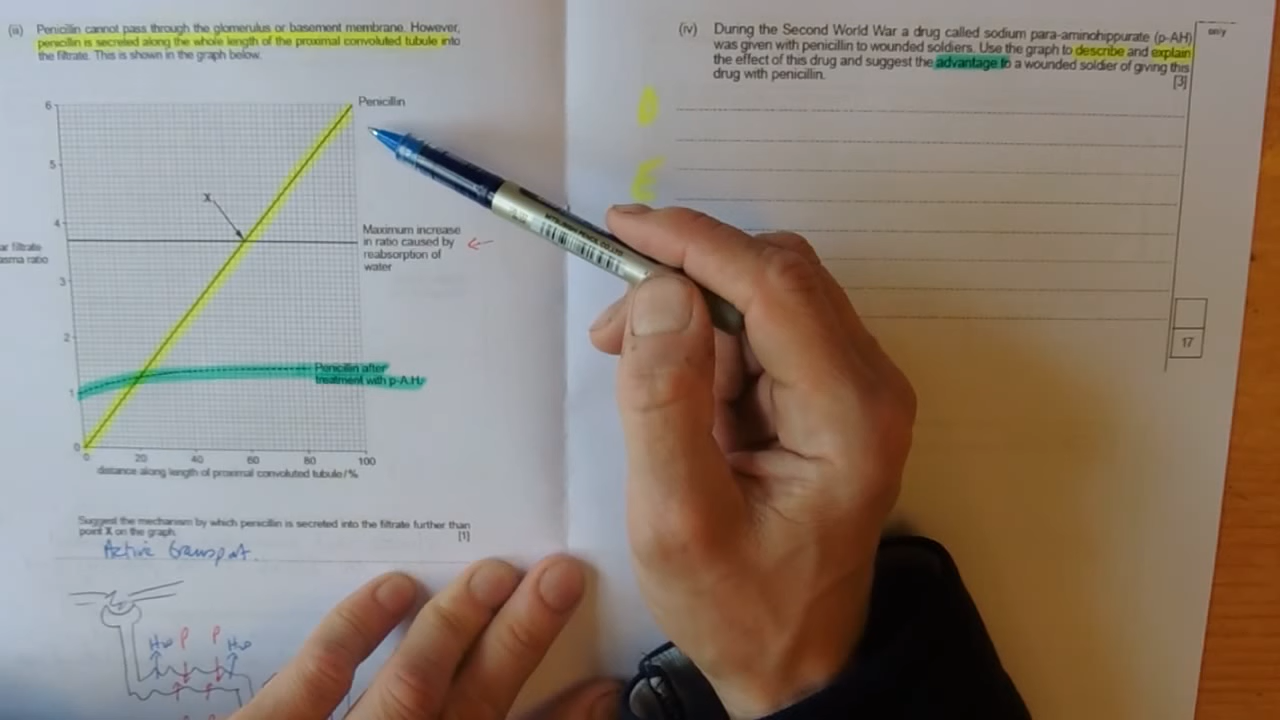 (ii) Penicillin cannot pass through the glomerulus or basement membrane. However,
penicillin is secreted along the whole length of the proximal convoluted tubule into
the filtrate. This is shown in the graph below.
6
Penicillin
5
X
4
Maximum increase
in ratio caused by
reabsorption of
water
ar filtrate
asma ratio
3
2
Penicillin after
treatment with p-A.H.
1
0
0 20 40 60 80 100
distance along length of proximal convoluted tubule / %
Suggest the mechanism by which penicillin is secreted into the filtrate further than
point X on the graph.
[1]
Active transport.
P P
(iv) During the Second World War a drug called sodium para-aminohippurate (p-AH)
was given with penicillin to wounded soldiers. Use the graph to describe and explain
the effect of this drug and suggest the advantage to a wounded soldier of giving this
drug with penicillin.
[3]
only
D
E
17